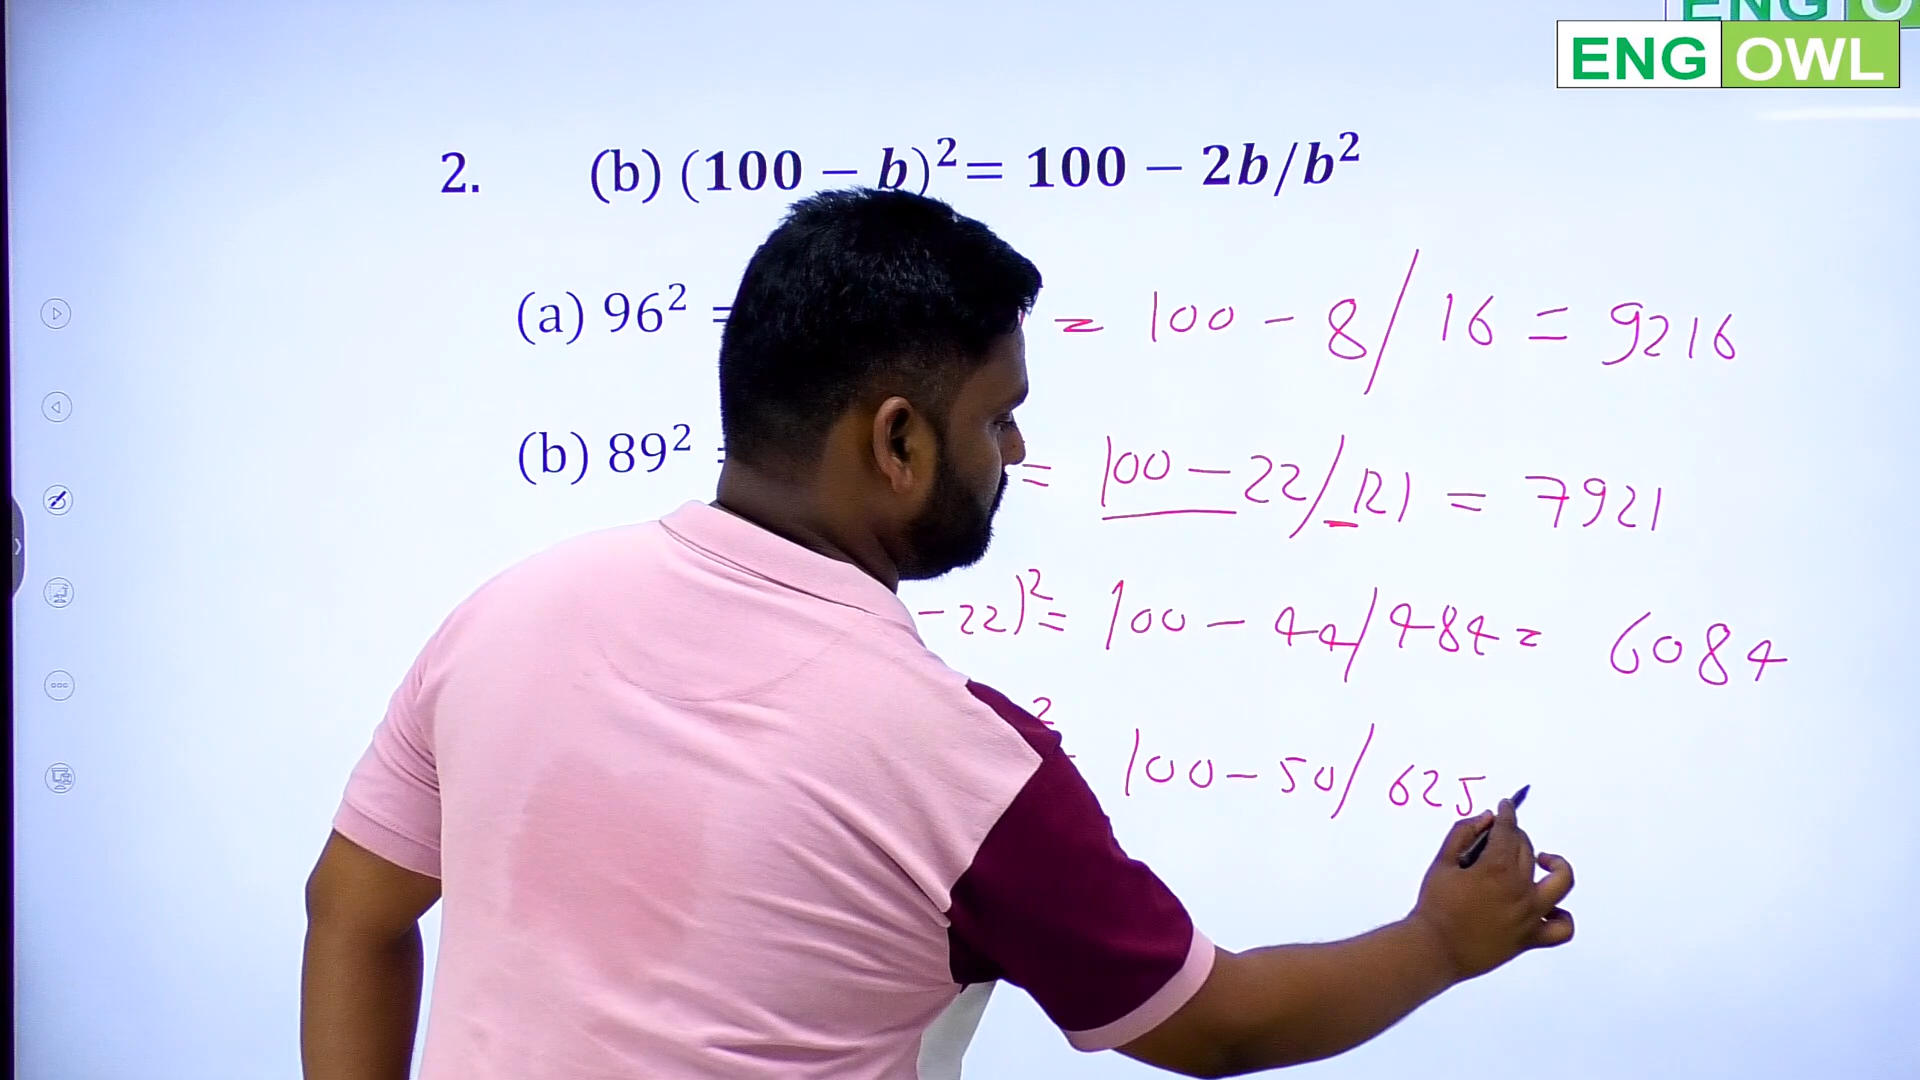 ENG O
ENG OWL
2. (b) (100 − b)²= 100 − 2b/b²
(a) 96² = = 100 - 8/16 = 9216
(b) 89² = = 100 - 22/121 = 7921
- 22)² = 100 - 44/484 = 6084
² = 100 - 50/625